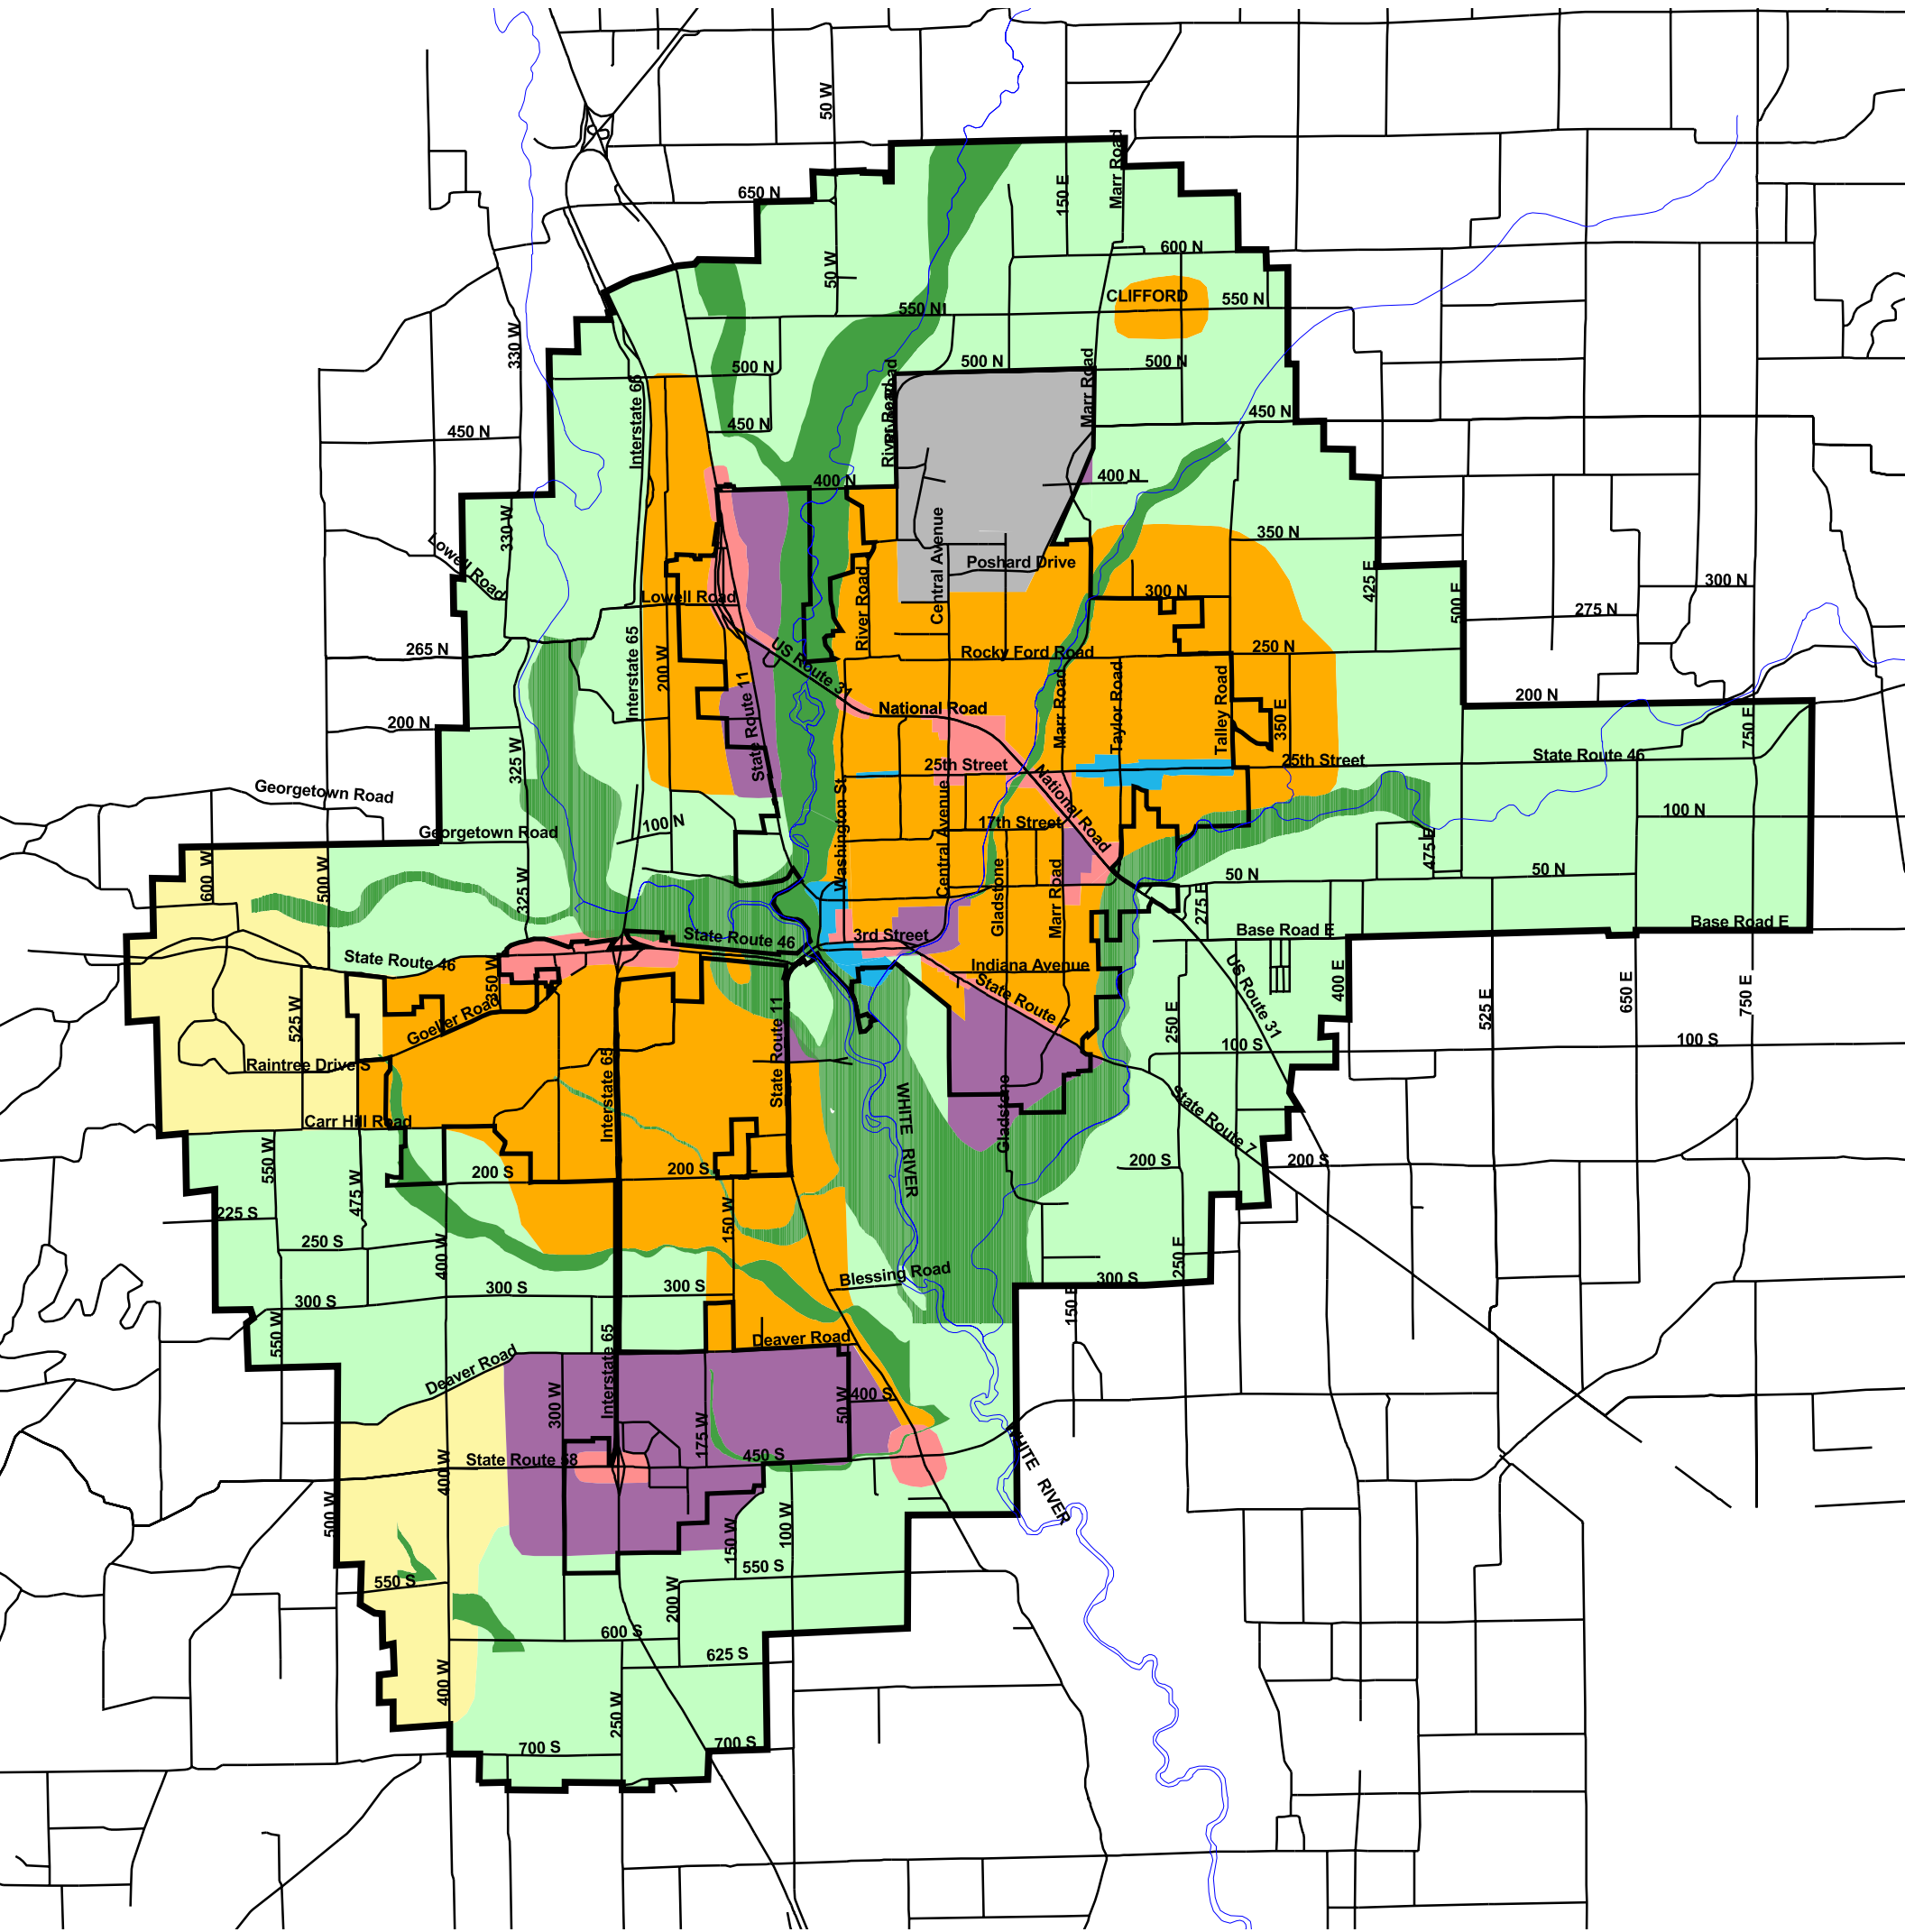 50 W
650 N
150 E
Marr Road
600 N
50 W
CLIFFORD
550 N
550 N
330 W
500 N
500 N
500 N
Interstate 65
River Road
River Road
Marr Road
450 N
450 N
450 N
400 N
400 N
330 W
Lowell Road
Central Avenue
350 N
Poshard Drive
425 E
300 N
300 N
500 E
275 N
Lowell Road
River Road
265 N
Interstate 65
200 W
US Route 31
Rocky Ford Road
250 N
Marr Road
Taylor Road
Talley Road
350 E
200 N
200 N
National Road
State Route 11
325 W
750 E
State Route 46
25th Street
25th Street
National Road
Georgetown Road
Georgetown Road
100 N
100 N
Washington St
Central Avenue
17th Street
475 E
600 W
500 W
325 W
50 N
50 N
Gladstone
Marr Road
275 E
Base Road E
Base Road E
State Route 46
3rd Street
State Route 46
350 W
Indiana Avenue
State Route 7
US Route 31
400 E
525 E
650 E
750 E
525 W
Goeller Road
State Route 11
250 E
100 S
100 S
Raintree Drive S
Interstate 65
WHITE RIVER
Gladstone
State Route 7
Carr Hill Road
550 W
475 W
200 S
200 S
200 S
200 S
225 S
250 S
400 W
150 W
250 E
Blessing Road
300 S
300 S
300 S
300 S
150 E
550 W
Interstate 65
Deaver Road
Deaver Road
300 W
175 W
50 W
400 S
State Route 58
450 S
400 W
WHITE RIVER
500 W
150 W
100 W
550 S
550 S
200 W
600 S
625 S
400 W
250 W
700 S
700 S